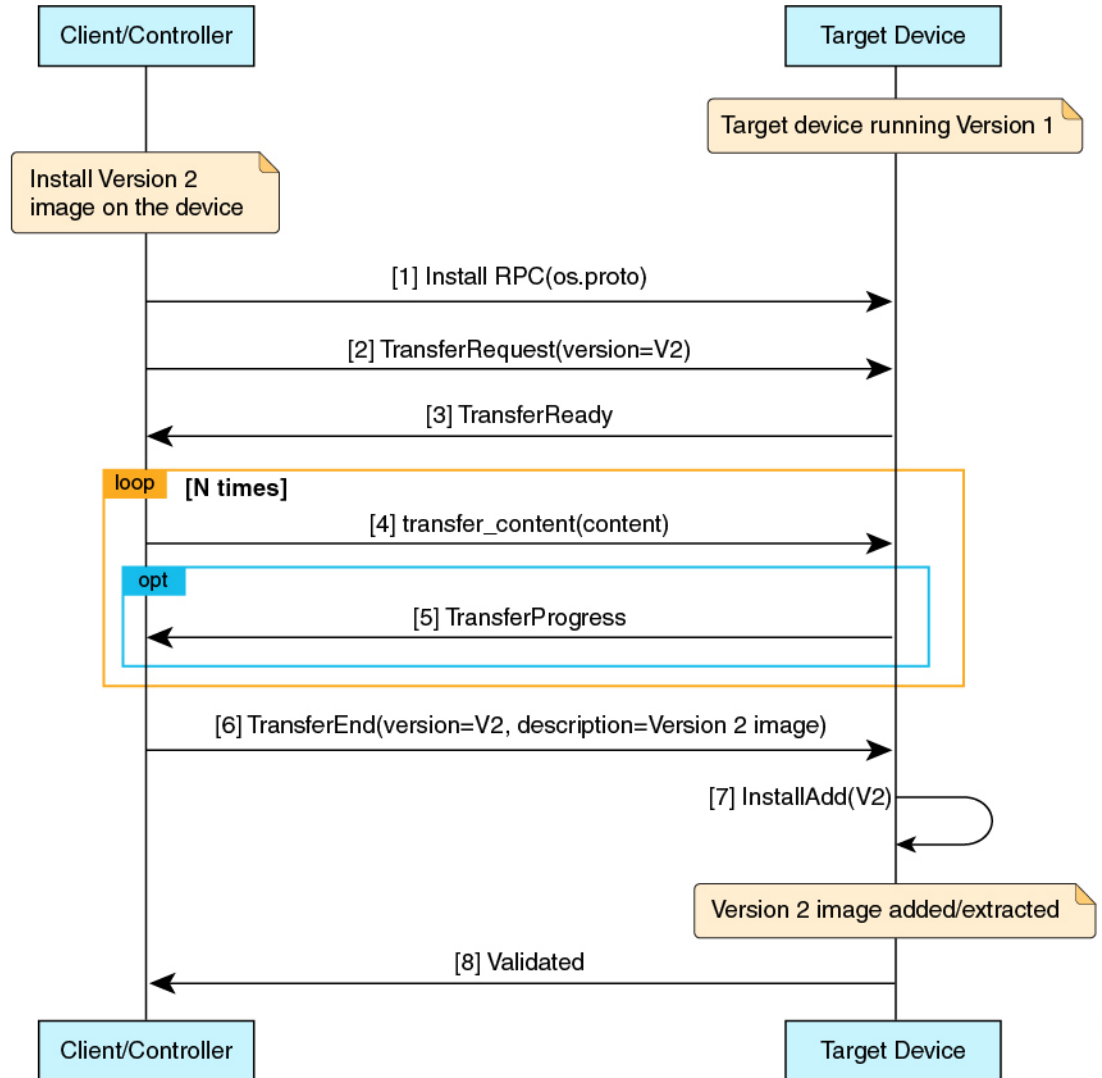 Client/Controller
Target Device
Target device running Version 1
Install Version 2
image on the device
[1] Install RPC(os.proto)
[2] TransferRequest(version=V2)
[3] TransferReady
loop
[N times]
[4] transfer_content(content)
opt
[5] TransferProgress
[6] TransferEnd(version=V2, description=Version 2 image)
[7] InstallAdd(V2)
Version 2 image added/extracted
[8] Validated
Client/Controller
Target Device